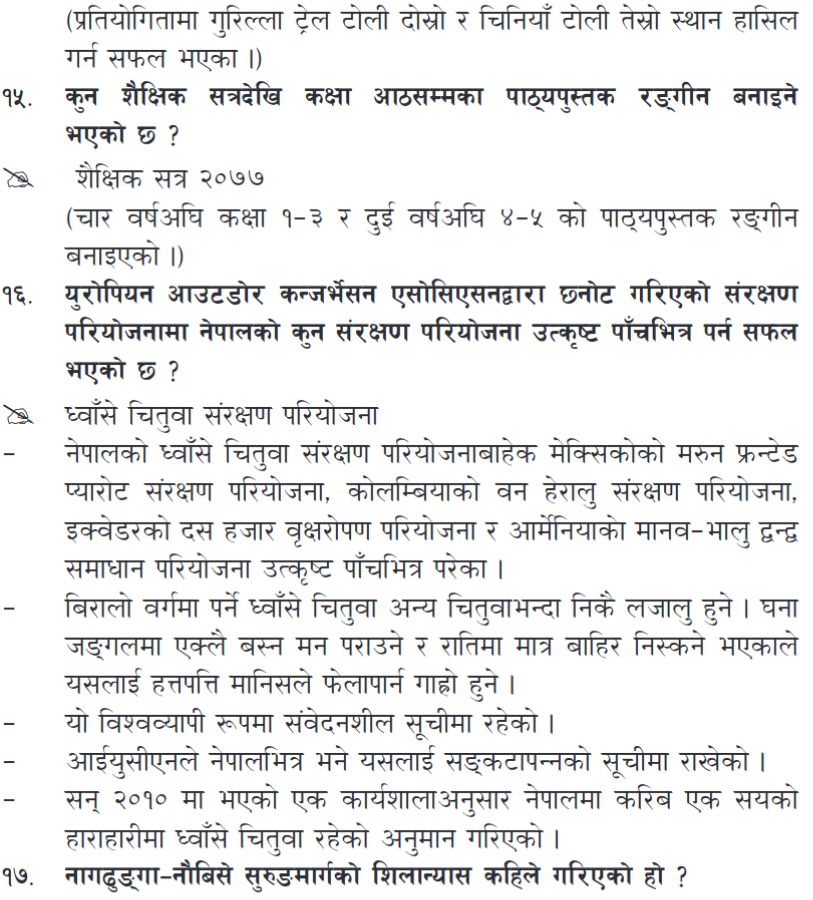 (प्रतियोगितामा गुरिल्ला ट्रेल टोली दोस्रो र चिनियाँ टोली तेस्रो स्थान हासिल
गर्न सफल भएका ।)
१५. कुन शैक्षिक सत्रदेखि कक्षा आठसम्मका पाठ्यपुस्तक रङ्गीन बनाइने
भएको छ ?
शैक्षिक सत्र २०७७
(चार वर्षअघि कक्षा १-३ र दुई वर्षअघि ४-५ को पाठ्यपुस्तक रङ्गीन
बनाइएको ।)
१६. युरोपियन आउटडोर कन्जर्भेसन एसोसिएसनद्वारा छनोट गरिएको संरक्षण
परियोजनामा नेपालको कुन संरक्षण परियोजना उत्कृष्ट पाँचभित्र पर्न सफल
भएको छ ?
ध्वाँसे चितुवा संरक्षण परियोजना
- नेपालको ध्वाँसे चितुवा संरक्षण परियोजनाबाहेक मेक्सिकोको मरुन फ्रन्टेड
प्यारोट संरक्षण परियोजना, कोलम्बियाको वन हेरालु संरक्षण परियोजना,
इक्वेडरको दस हजार वृक्षरोपण परियोजना र आर्मेनियाको मानव-भालु द्वन्द्व
समाधान परियोजना उत्कृष्ट पाँचभित्र परेका ।
- बिरालो वर्गमा पर्ने ध्वाँसे चितुवा अन्य चितुवाभन्दा निकै लजालु हुने । घना
जङ्गलमा एक्लै बस्न मन पराउने र रातिमा मात्र बाहिर निस्कने भएकाले
यसलाई हत्तपत्ति मानिसले फेलापार्न गाह्रो हुने ।
- यो विश्वव्यापी रूपमा संवेदनशील सूचीमा रहेको ।
- आईयुसीएनले नेपालभित्र भने यसलाई सङ्कटापन्नको सूचीमा राखेको ।
- सन् २०१० मा भएको एक कार्यशालाअनुसार नेपालमा करिब एक सयको
हाराहारीमा ध्वाँसे चितुवा रहेको अनुमान गरिएको ।
१७. नागढुङ्गा-नौबिसे सुरुङमार्गको शिलान्यास कहिले गरिएको हो ?